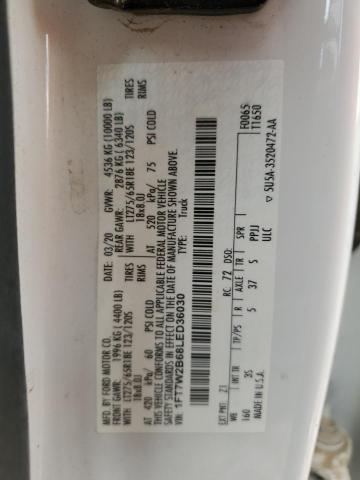 MFD. BY FORD MOTOR CO.
DATE: 03/20 GVWR: 4536 KG (10000 LB)
FRONT GAWR: 1996 KG (4400 LB) REAR GAWR: 2876 KG (6340 LB)
WITH LT275/65R18E 123/120S TIRES WITH LT275/65R18E 123/120S TIRES
18x8.0J RIMS 18x8.0J RIMS
AT 420 kPa/ 60 PSI COLD AT 520 kPa/ 75 PSI COLD
THIS VEHICLE CONFORMS TO ALL APPLICABLE FEDERAL MOTOR VEHICLE
SAFETY STANDARDS IN EFFECT ON THE DATE OF MANUFACTURE SHOWN ABOVE.
VIN: 1FT7W2B68LED36030
TYPE: Truck
F0065
T1650
EXT PNT: Z1 RC: 72 DSO:
WB INT TR TP/PS R AXLE TR SPR
160 3S 5 37 S PPJJ
MADE IN U.S.A. ULC
▽ SU5A-3520472-AA